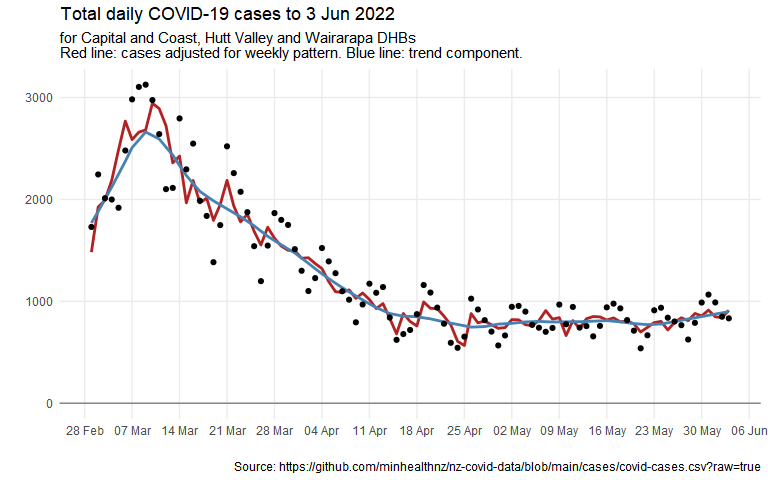 Total daily COVID-19 cases to 3 Jun 2022
for Capital and Coast, Hutt Valley and Wairarapa DHBs
Red line: cases adjusted for weekly pattern. Blue line: trend component.
3000
2000
1000
0
28 Feb 07 Mar 14 Mar 21 Mar 28 Mar 04 Apr 11 Apr 18 Apr 25 Apr 02 May 09 May 16 May 23 May 30 May 06 Jun
Source: https://github.com/minhealthnz/nz-covid-data/blob/main/cases/covid-cases.csv?raw=true